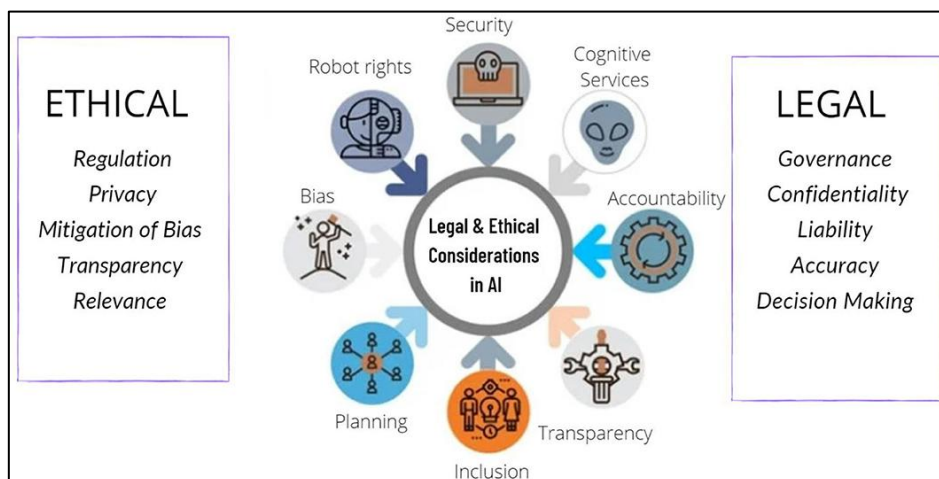 ETHICAL
Regulation
Privacy
Mitigation of Bias
Transparency
Relevance
Security
Robot rights
Cognitive
Services
Bias
Accountability
Legal & Ethical
Considerations
in AI
Planning
Transparency
Inclusion
LEGAL
Governance
Confidentiality
Liability
Accuracy
Decision Making